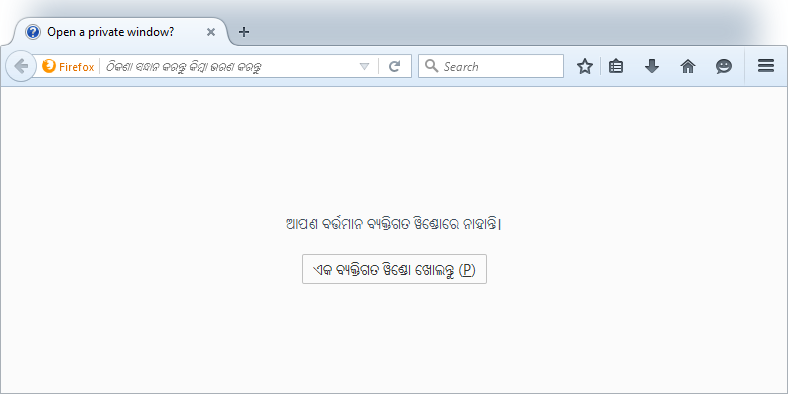 Open a private window?
Firefox
ଠିକଣା ସନ୍ଧାନ କରନ୍ତୁ କିମ୍ବା ଭରଣ କରନ୍ତୁ
Search
ଆପଣ ବର୍ତ୍ତମାନ ବ୍ୟକ୍ତିଗତ ୱିଣ୍ଡୋରେ ନାହାନ୍ତି।
ଏକ ବ୍ୟକ୍ତିଗତ ୱିଣ୍ଡୋ ଖୋଲନ୍ତୁ (P)